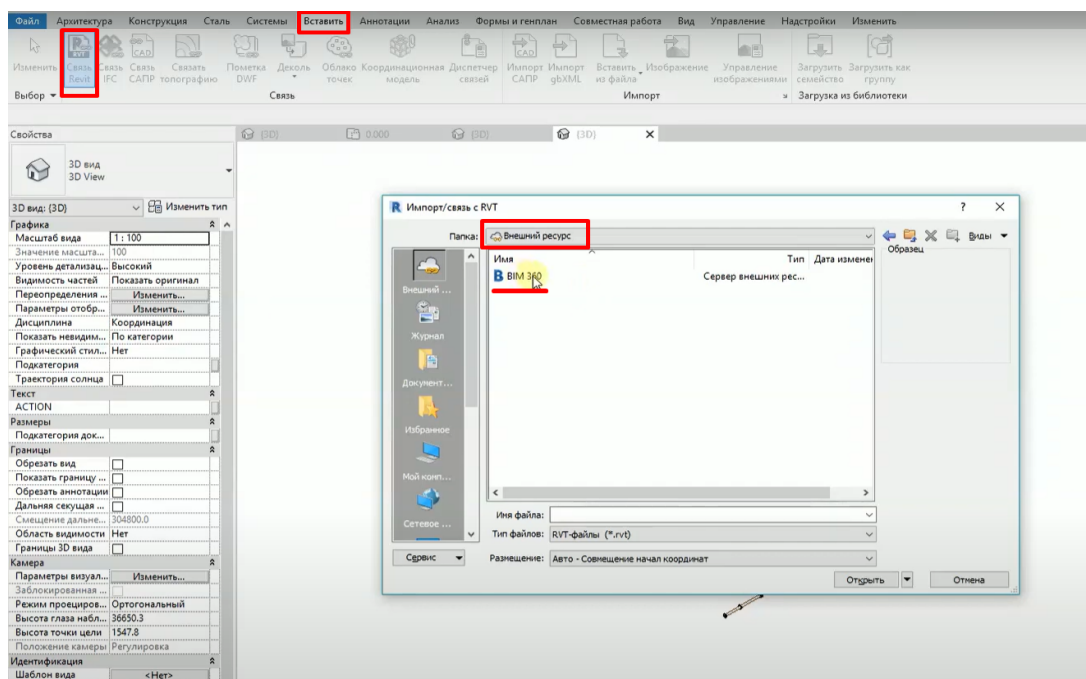 Файл Архитектура Конструкция Сталь Системы Вставить Аннотации Анализ Формы и генплан Совместная работа Вид Управление Надстройки Изменить
Изменить Связь Revit Связь IFC Связь САПР Связать топографию Пометка DWF Деколь Облако точек Координационная модель Диспетчер связей Импорт САПР Импорт gbXML Вставить из файла Изображение Управление изображениями Загрузить семейство Загрузить как группу
Выбор Связь Импорт Загрузка из библиотеки
Свойства
{3D} 0.000 {3D} {3D}
3D вид
3D View
3D вид: {3D} Изменить тип
Графика
Масштаб вида 1 : 100
Значение масшта... 100
Уровень детализац... Высокий
Видимость частей Показать оригинал
Переопределения ... Изменить...
Параметры отобр... Изменить...
Дисциплина Координация
Показать невидим... По категории
Графический стил... Нет
Подкатегория
Траектория солнца
Текст
ACTION
Размеры
Подкатегория док...
Границы
Обрезать вид
Показать границу ...
Обрезать аннотации
Дальняя секущая ...
Смещение дальне... 304800.0
Область видимости Нет
Границы 3D вида
Камера
Параметры визуал... Изменить...
Заблокированная ...
Режим проециров... Ортогональный
Высота глаза набл... 36650.3
Высота точки цели 1547.8
Положение камеры Регулировка
Идентификация
Шаблон вида <Нет>
R Импорт/связь с RVT ?
Папка: Внешний ресурс Виды
Имя Тип Дата изменен Образец
B BIM 360 Сервер внешних рес...
Внешний ...
Журнал
Документ...
Избранное
Мой комп...
Сетевое ...
Имя файла:
Тип файлов: RVT-файлы (*.rvt)
Сервис Размещение: Авто - Совмещение начал координат
Открыть Отмена